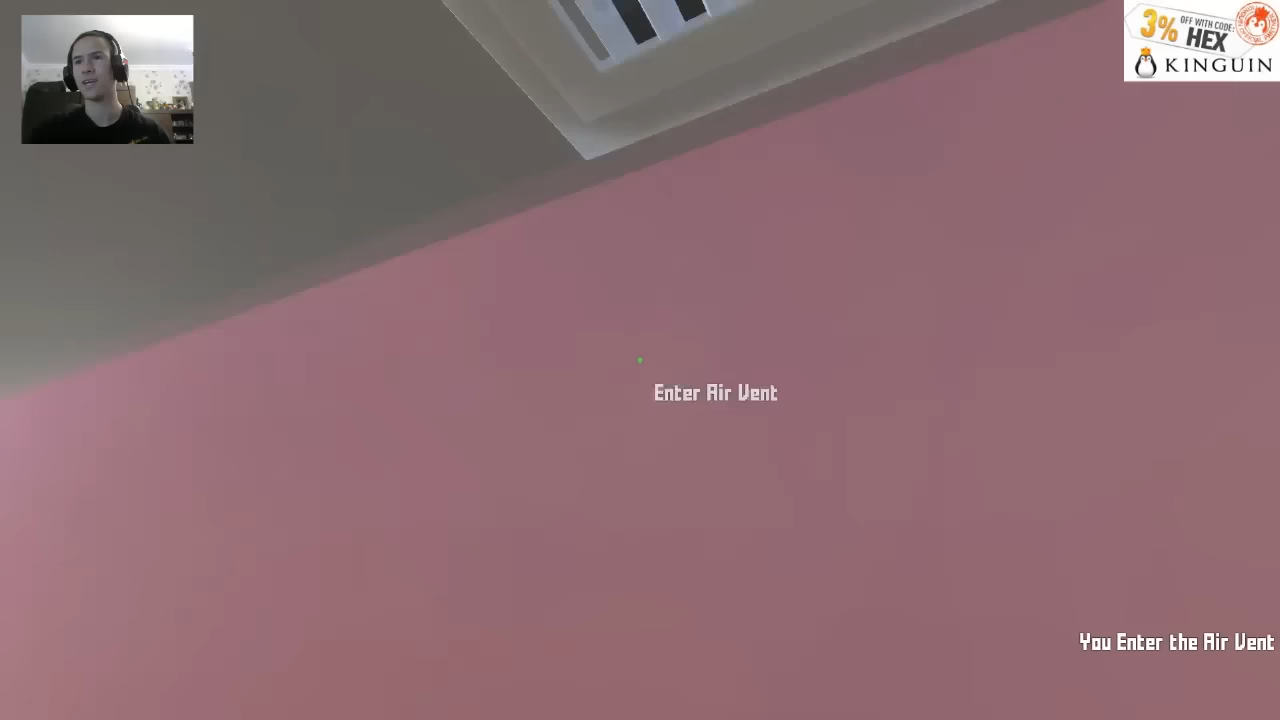 3% OFF WITH CODE:
HEX
KINGUIN
Enter Air Vent
You Enter the Air Vent